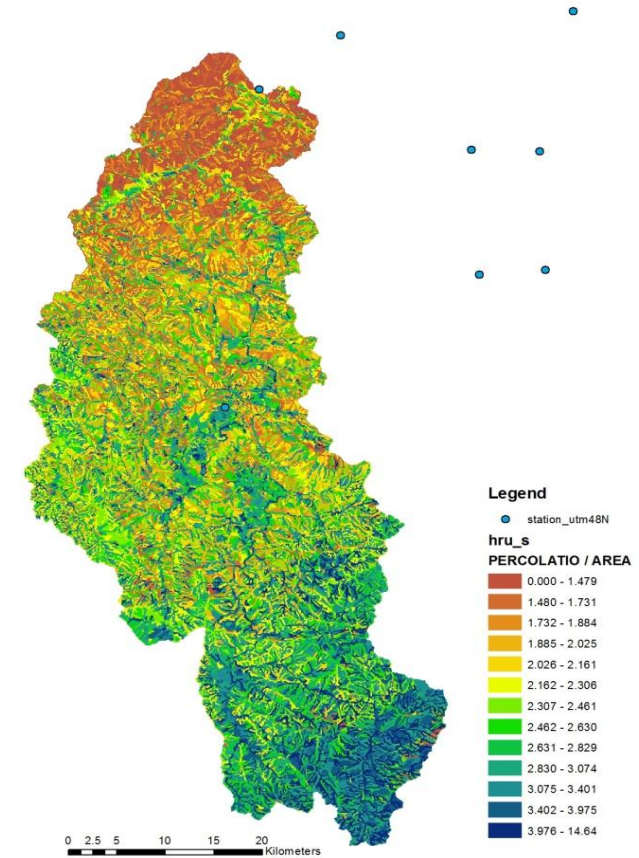 Legend
station_utm48N
hru_s
PERCOLATIO / AREA
0.000 - 1.479
1.480 - 1.731
1.732 - 1.884
1.885 - 2.025
2.026 - 2.161
2.162 - 2.306
2.307 - 2.461
2.462 - 2.630
2.631 - 2.829
2.830 - 3.074
3.075 - 3.401
3.402 - 3.975
3.976 - 14.64
0 2.5 5 10 15 20
Kilometers